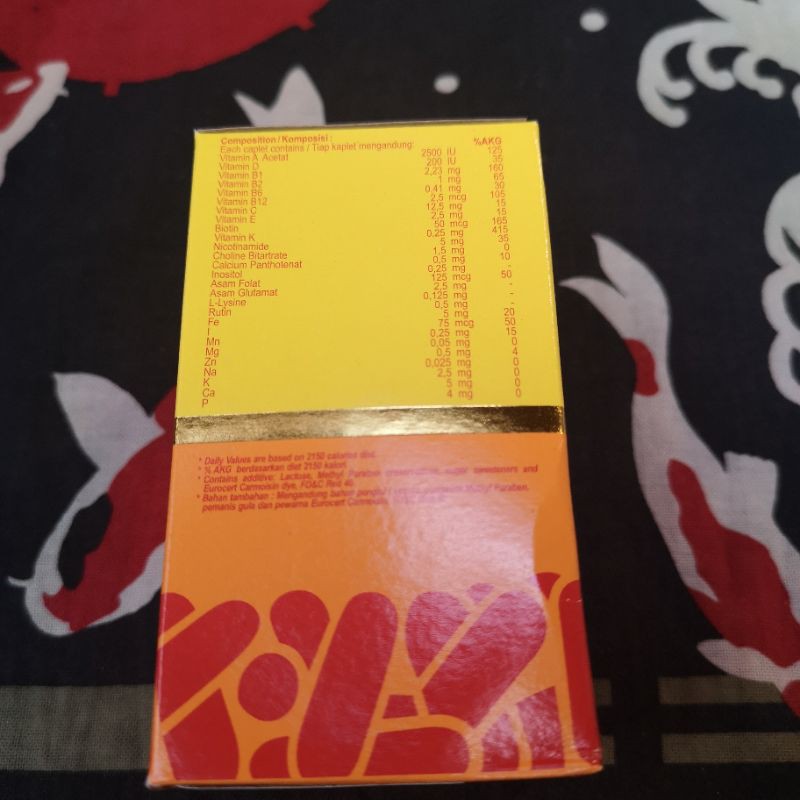 Composition / Komposisi : %AKG
Each caplet contains / Tiap kaplet mengandung:
Vitamin A Acetat 2500 IU 125
Vitamin D 200 IU 35
Vitamin B1 2,23 mg 160
Vitamin B2 1 mg 65
Vitamin B6 0,41 mg 30
Vitamin B12 2,5 mcg 105
Vitamin C 12,5 mg 15
Vitamin E 2,5 mg 15
Biotin 50 mcg 165
Vitamin K 0,25 mg 415
Nicotinamide 5 mg 35
Choline Bitartrate 1,5 mg 0
Calcium Pantholenat 0,5 mg 10
Inositol 0,25 mg -
Asam Folat 125 mcg 50
Asam Glutamat 2,5 mg -
L-Lysine 0,125 mg -
Rutin 0,5 mg -
Fe 5 mg 20
I 75 mcg 50
Mn 0,25 mg 15
Mg 0,05 mg 0
Zn 0,5 mg 4
Na 0,025 mg 0
K 2,5 mg 0
Ca 5 mg 0
P 4 mg 0
* Daily Values are based on 2150 calories diet.
* % AKG berdasarkan diet 2150 kalori.
* Contains additive: Lactose, Methyl Paraben sugar sweeteners and
Eurocert Carmoisin dye, FD&C Red 40.
* Bahan tambahan : Mengandung bahan Methyl Paraben,
pemanis gula dan pewarna Eurocert